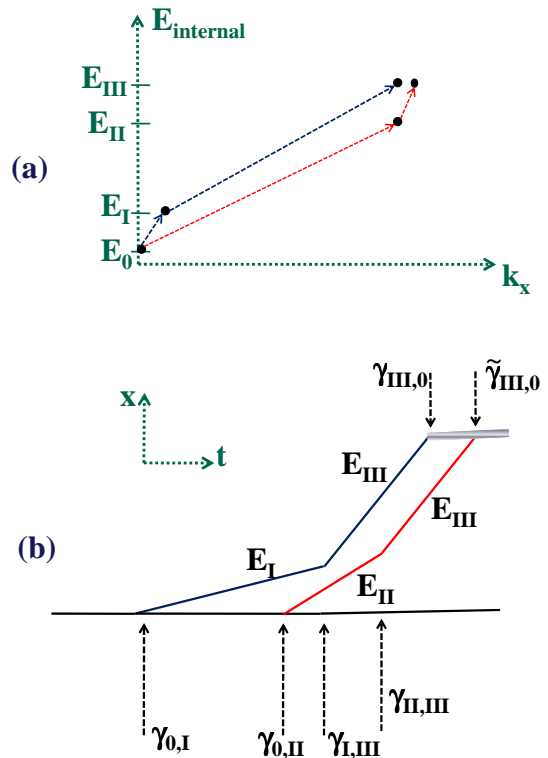 E_internal
E_III
E_II
(a)
E_I
E_0
k_x
γ_III,0 γ̃_III,0
x
t
E_III
E_III
(b)
E_I
E_II
γ_II,III
γ_0,I γ_0,II γ_I,III